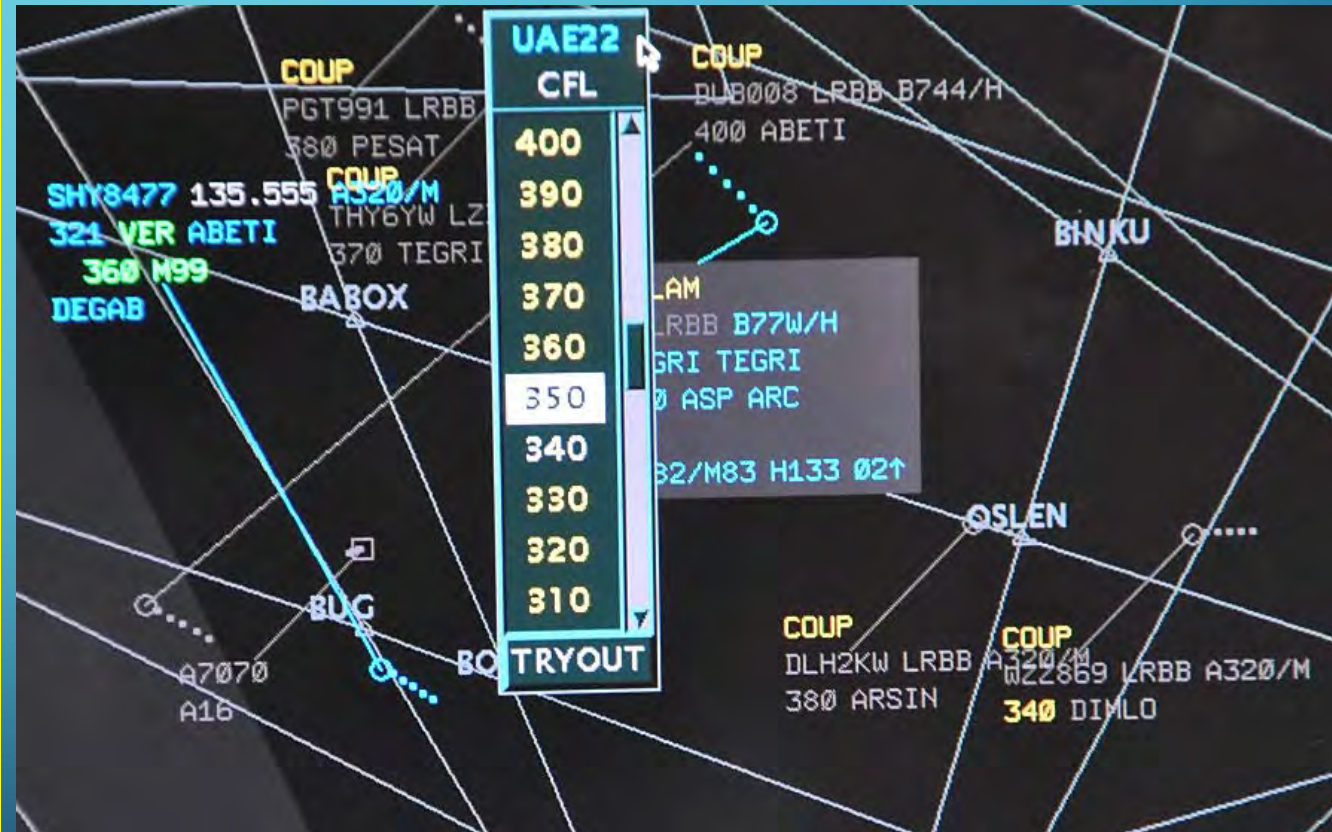 UAE22
CFL
400
390
380
370
360
350
340
330
320
310
TRYOUT
COUP
PGT991 LRBB
380 PESAT
COUP
DUB008 LRBB B744/H
400 ABETI
SHY8477 135.555 A320/M
321 VER ABETI
360 M99
DEGAB
COUP
THY6YW
370 TEGRI
BABOX
BINKU
LAM
LRBB B77W/H
GRI TEGRI
ASP ARC
82/M83 H133 02↑
OSLEN
BUG
BO
A7070
A16
COUP
DLH2KW LRBB A320/M
380 ARSIN
COUP
WZZ869 LRBB A320/M
340 DIMLO